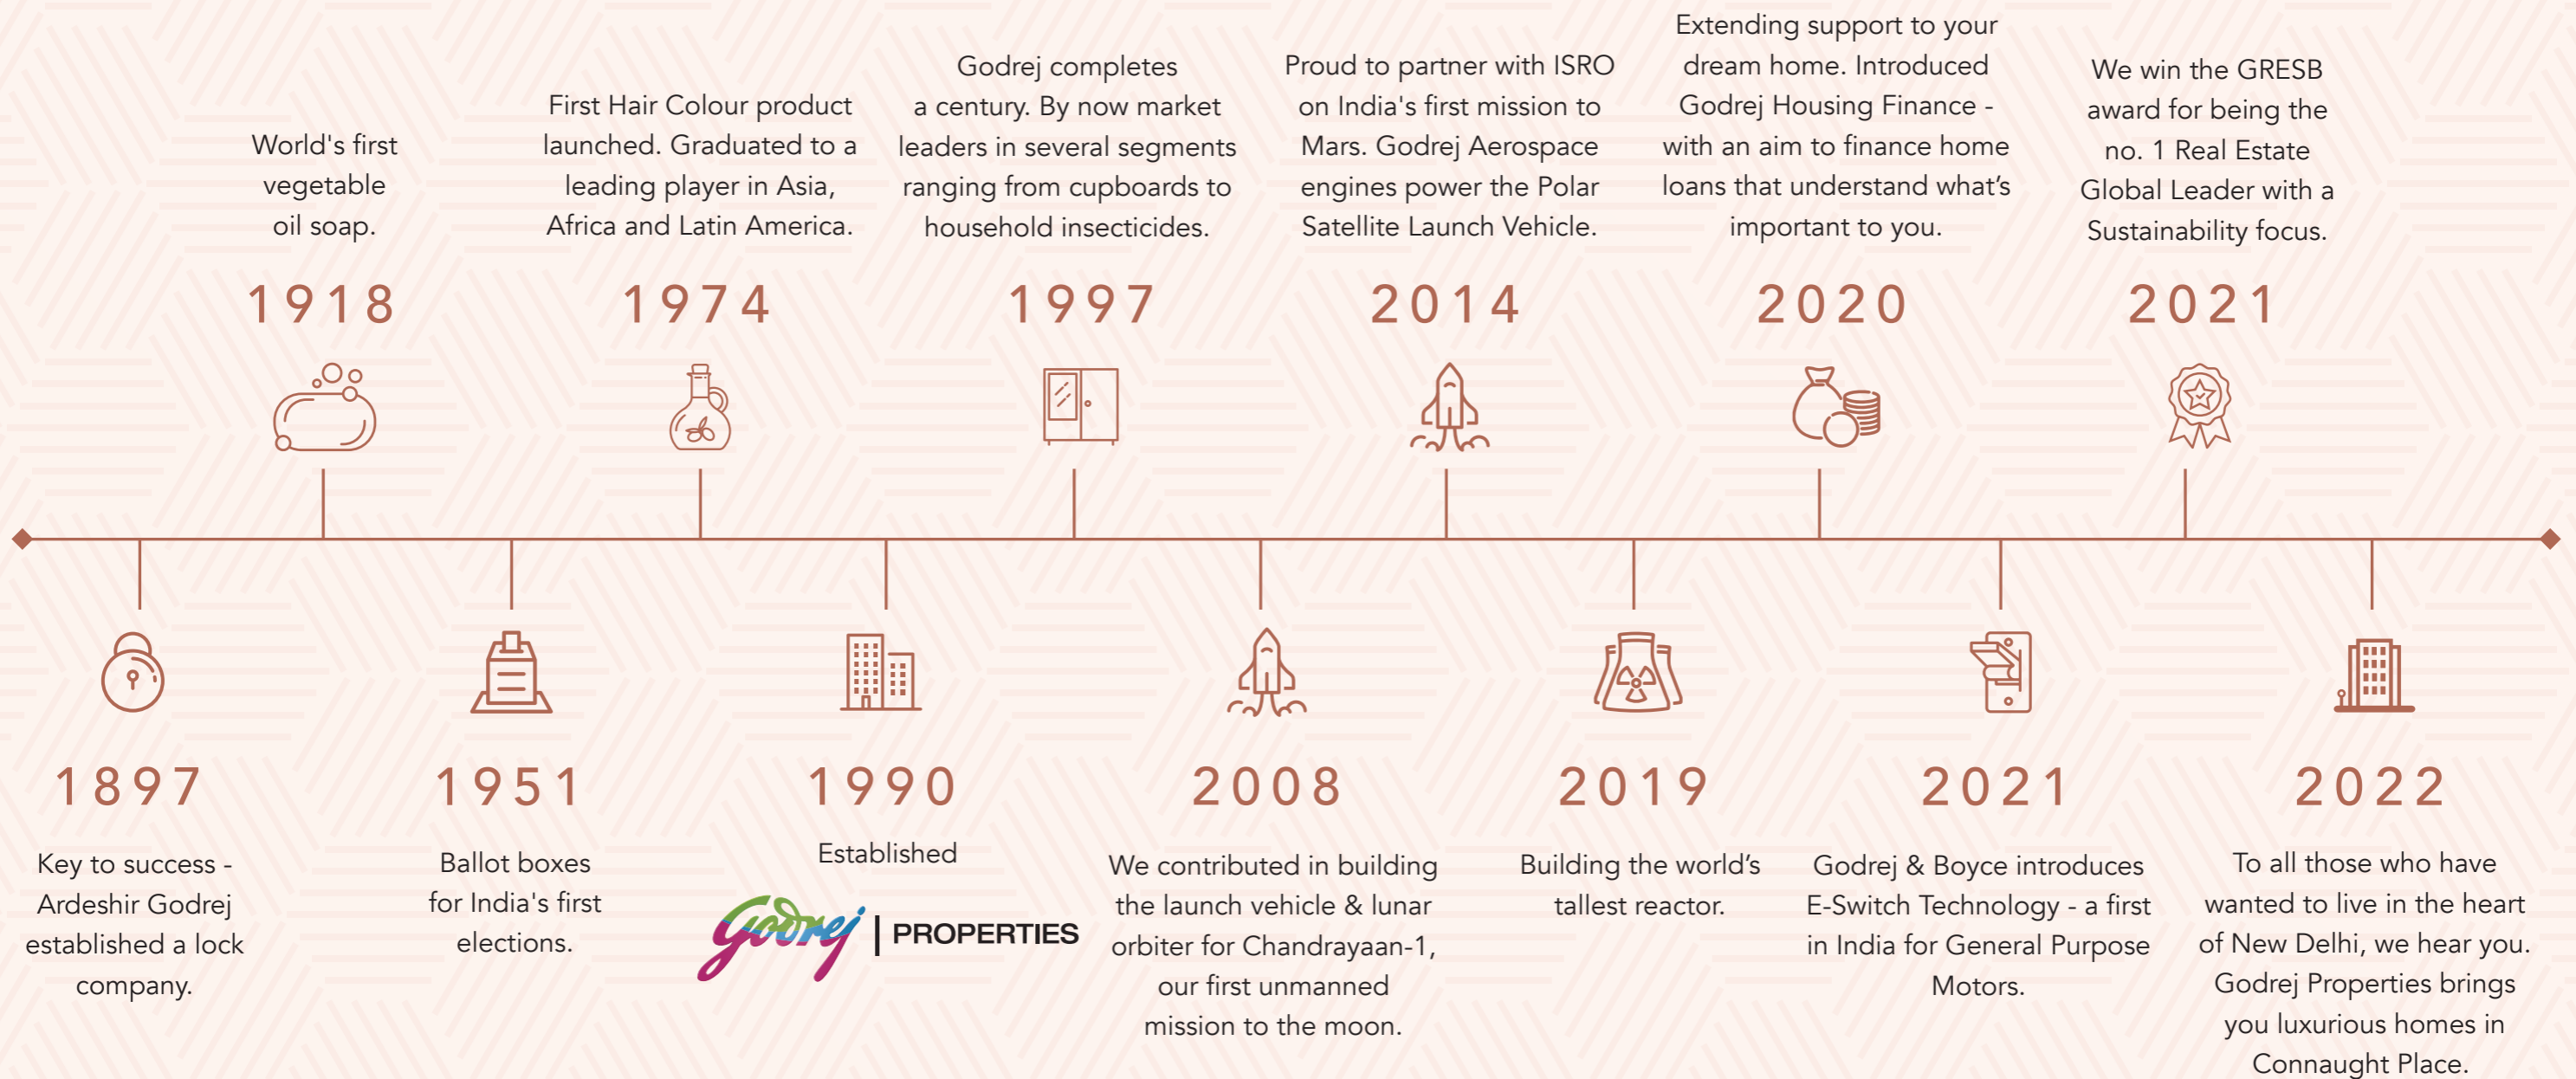 World's first
vegetable
oil soap.
1918
First Hair Colour product
launched. Graduated to a
leading player in Asia,
Africa and Latin America.
1974
Godrej completes
a century. By now market
leaders in several segments
ranging from cupboards to
household insecticides.
1997
Proud to partner with ISRO
on India's first mission to
Mars. Godrej Aerospace
engines power the Polar
Satellite Launch Vehicle.
2014
Extending support to your
dream home. Introduced
Godrej Housing Finance -
with an aim to finance home
loans that understand what’s
important to you.
2020
We win the GRESB
award for being the
no. 1 Real Estate
Global Leader with a
Sustainability focus.
2021
1897
Key to success -
Ardeshir Godrej
established a lock
company.
1951
Ballot boxes
for India's first
elections.
1990
Established
Godrej | PROPERTIES
2008
We contributed in building
the launch vehicle & lunar
orbiter for Chandrayaan-1,
our first unmanned
mission to the moon.
2019
Building the world’s
tallest reactor.
2021
Godrej & Boyce introduces
E-Switch Technology - a first
in India for General Purpose
Motors.
2022
To all those who have
wanted to live in the heart
of New Delhi, we hear you.
Godrej Properties brings
you luxurious homes in
Connaught Place.